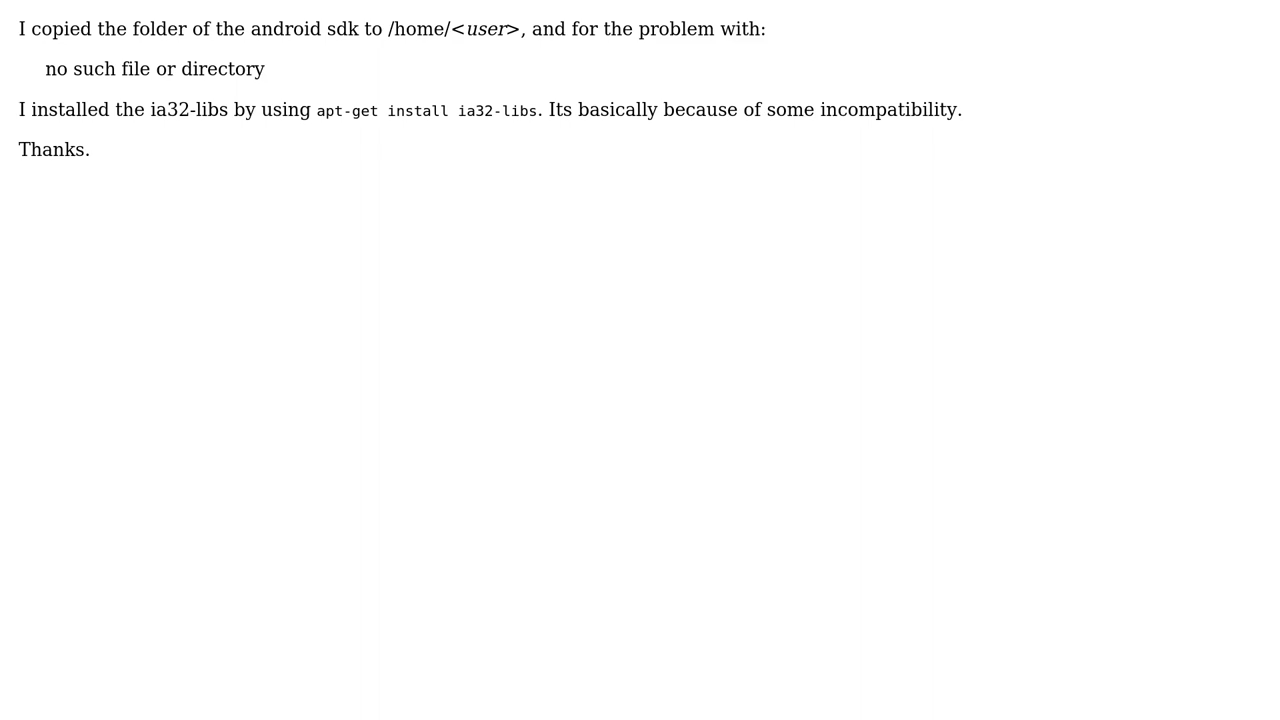 I copied the folder of the android sdk to /home/<user>, and for the problem with:
no such file or directory
I installed the ia32-libs by using apt-get install ia32-libs. Its basically because of some incompatibility.
Thanks.